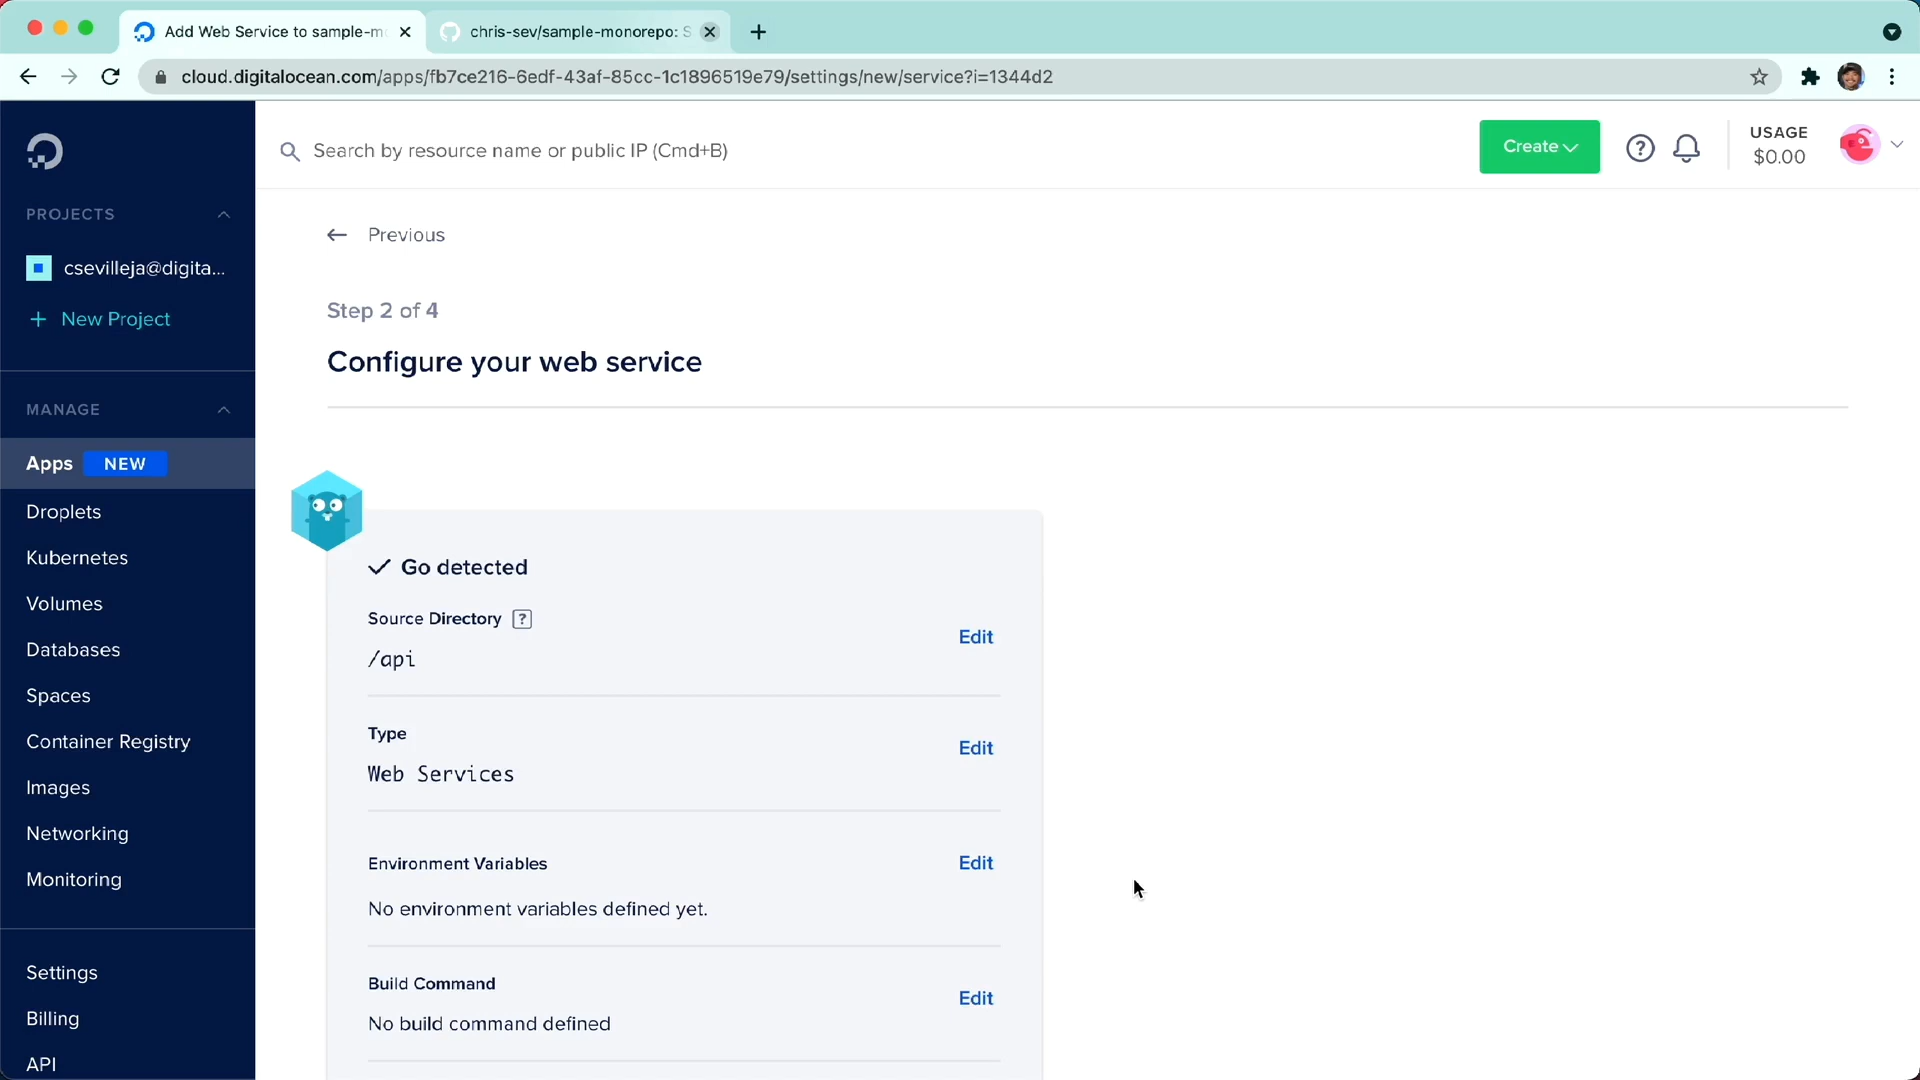 Add Web Service to sample-m
chris-sev/sample-monorepo: S
cloud.digitalocean.com/apps/fb7ce216-6edf-43af-85cc-1c1896519e79/settings/new/service?i=1344d2
Search by resource name or public IP (Cmd+B)
Create
?
USAGE
$0.00
PROJECTS
csevilleja@digita...
+ New Project
MANAGE
Apps NEW
Droplets
Kubernetes
Volumes
Databases
Spaces
Container Registry
Images
Networking
Monitoring
Settings
Billing
API
← Previous
Step 2 of 4
Configure your web service
✓ Go detected
Source Directory ?
Edit
/api
Type
Edit
Web Services
Environment Variables
Edit
No environment variables defined yet.
Build Command
Edit
No build command defined